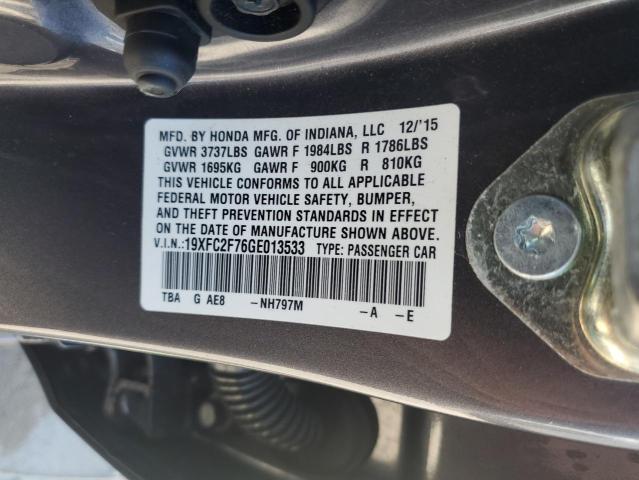 MFD. BY HONDA MFG. OF INDIANA, LLC 12/'15
GVWR 3737LBS GAWR F 1984LBS R 1786LBS
GVWR 1695KG GAWR F 900KG R 810KG
THIS VEHICLE CONFORMS TO ALL APPLICABLE
FEDERAL MOTOR VEHICLE SAFETY, BUMPER,
AND THEFT PREVENTION STANDARDS IN EFFECT
ON THE DATE OF MANUFACTURE SHOWN ABOVE.
V.I.N.:19XFC2F76GE013533 TYPE: PASSENGER CAR
TBA G AE8 -NH797M -A -E